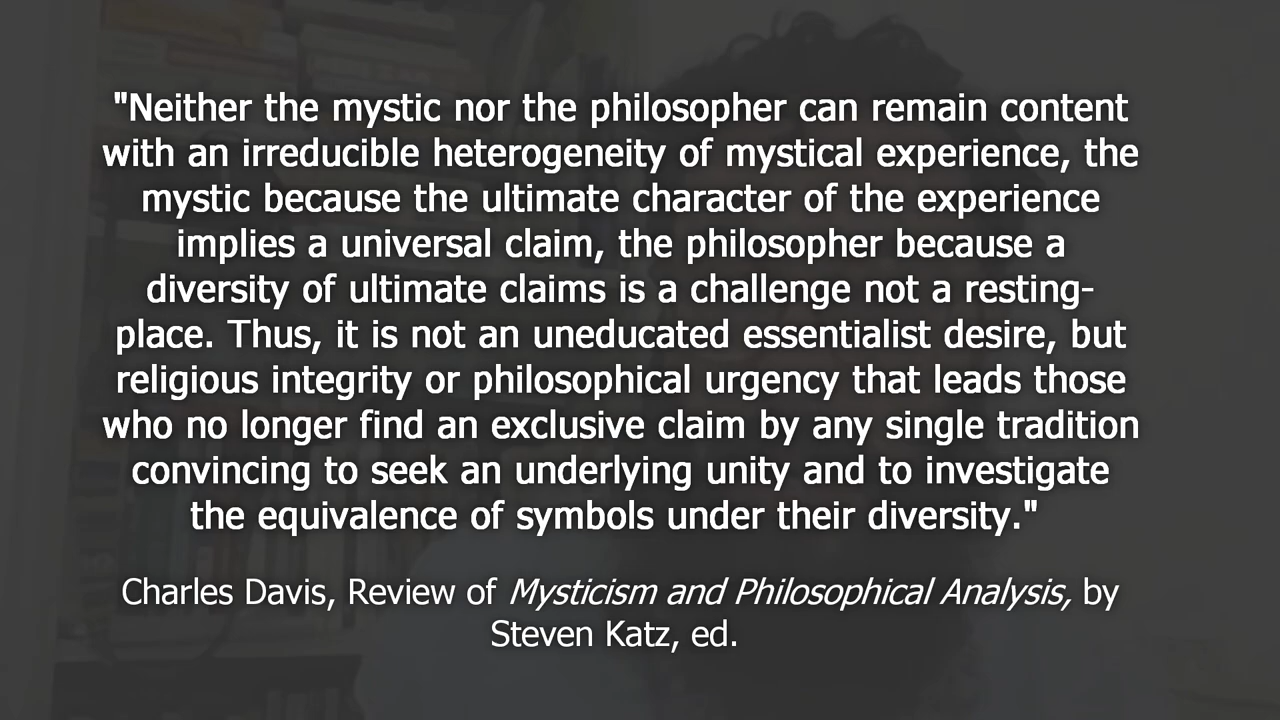 "Neither the mystic nor the philosopher can remain content
with an irreducible heterogeneity of mystical experience, the
mystic because the ultimate character of the experience
implies a universal claim, the philosopher because a
diversity of ultimate claims is a challenge not a resting-
place. Thus, it is not an uneducated essentialist desire, but
religious integrity or philosophical urgency that leads those
who no longer find an exclusive claim by any single tradition
convincing to seek an underlying unity and to investigate
the equivalence of symbols under their diversity."
Charles Davis, Review of Mysticism and Philosophical Analysis, by
Steven Katz, ed.